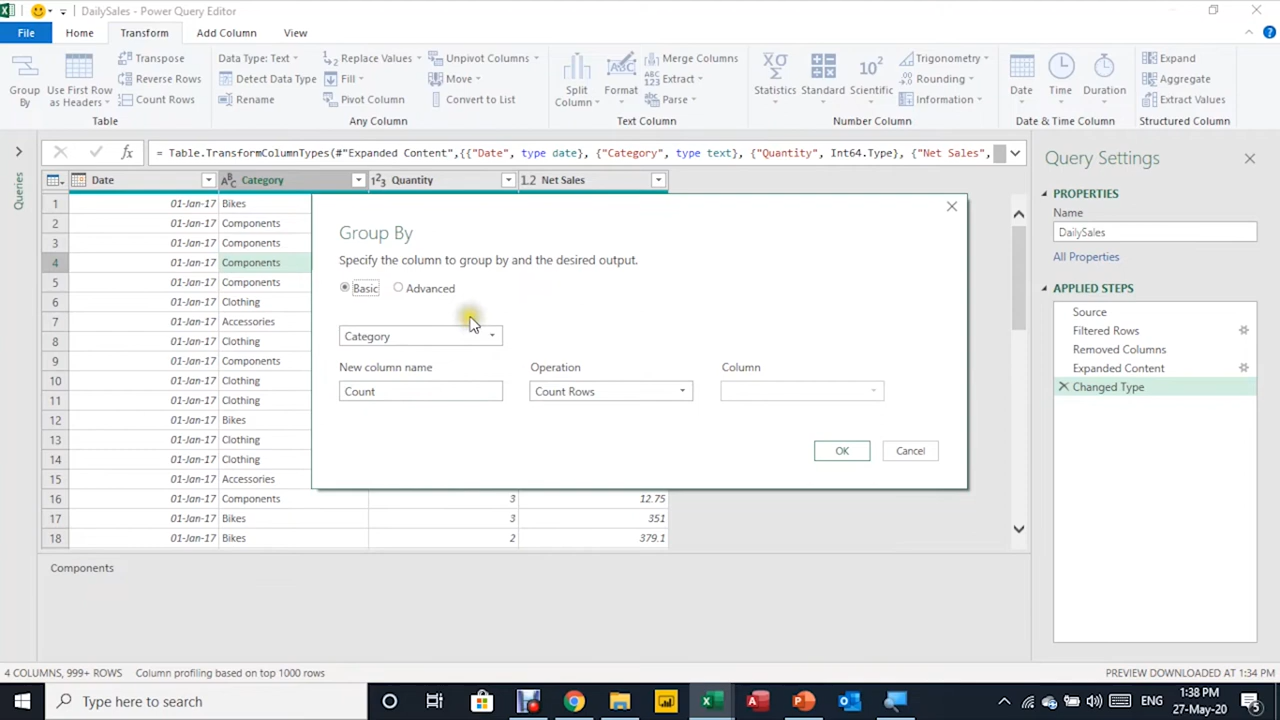 DailySales - Power Query Editor
File Home Transform Add Column View
Group By
Use First Row as Headers
Transpose
Reverse Rows
Count Rows
Table
Data Type: Text
Detect Data Type
Rename
Replace Values
Fill
Pivot Column
Unpivot Columns
Move
Convert to List
Any Column
Split Column
Format
ABC
Merge Columns
Extract
Parse
Text Column
Statistics
Standard
10²
Scientific
Trigonometry
Rounding
Information
Number Column
Date
Time
Duration
Date & Time Column
Expand
Aggregate
Extract Values
Structured Column
Queries
fx = Table.TransformColumnTypes(#"Expanded Content",{{"Date", type date}, {"Category", type text}, {"Quantity", Int64.Type}, {"Net Sales",
Date ABC Category 123 Quantity 1.2 Net Sales
1 01-Jan-17 Bikes
2 01-Jan-17 Components
3 01-Jan-17 Components
4 01-Jan-17 Components
5 01-Jan-17 Components
6 01-Jan-17 Clothing
7 01-Jan-17 Accessories
8 01-Jan-17 Clothing
9 01-Jan-17 Components
10 01-Jan-17 Clothing
11 01-Jan-17 Clothing
12 01-Jan-17 Bikes
13 01-Jan-17 Clothing
14 01-Jan-17 Clothing
15 01-Jan-17 Accessories
16 01-Jan-17 Components 3 12.75
17 01-Jan-17 Bikes 3 351
18 01-Jan-17 Bikes 2 379.1
Group By
Specify the column to group by and the desired output.
Basic Advanced
Category
New column name Operation Column
Count Count Rows
OK Cancel
Query Settings
PROPERTIES
Name
DailySales
All Properties
APPLIED STEPS
Source
Filtered Rows
Removed Columns
Expanded Content
Changed Type
Components
4 COLUMNS, 999+ ROWS Column profiling based on top 1000 rows PREVIEW DOWNLOADED AT 1:34 PM
Type here to search
ENG
1:38 PM
27-May-20
5